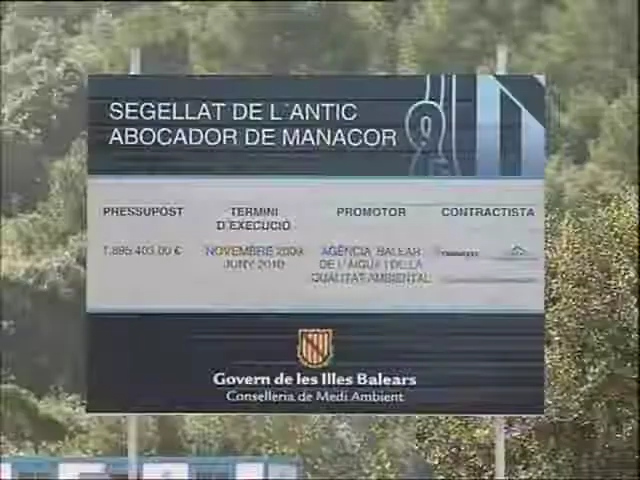 SEGELLAT DE L'ANTIC
ABOCADOR DE MANACOR
PRESSUPOST
TERMINI
D'EXECUCIÓ
PROMOTOR
CONTRACTISTA
1.895.403,00 €
NOVEMBRE 2009
JUNY 2010
AGÈNCIA BALEAR
DE L'AIGUA I DE LA
QUALITAT AMBIENTAL
Govern de les Illes Balears
Conselleria de Medi Ambient